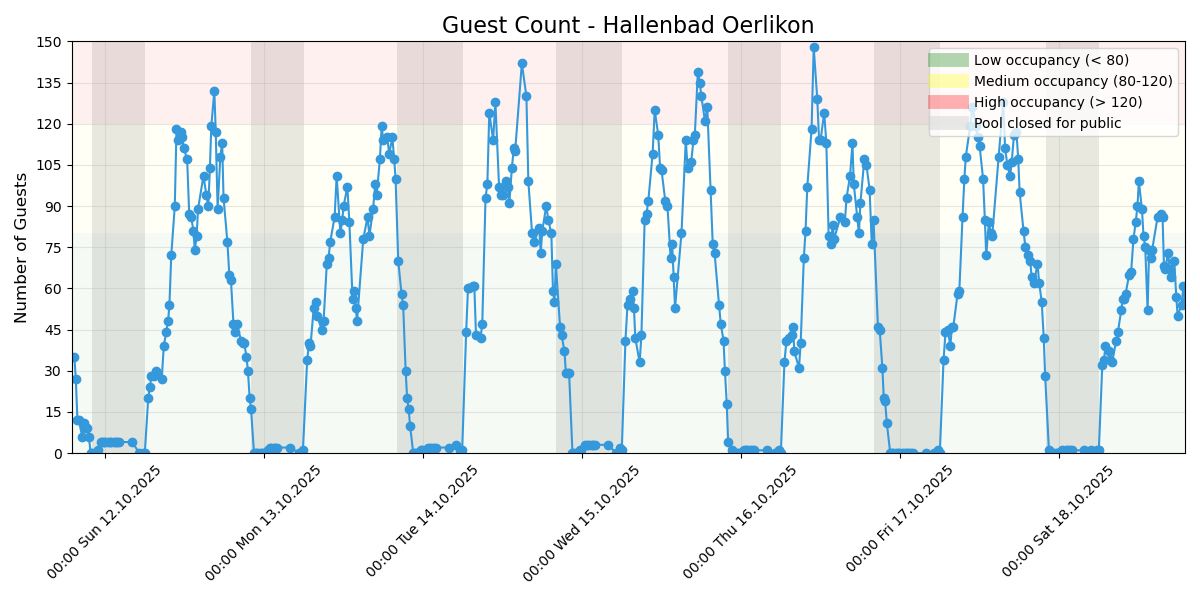 Guest Count - Hallenbad Oerlikon
Number of Guests
150
135
120
105
90
75
60
45
30
15
0
Low occupancy (< 80)
Medium occupancy (80-120)
High occupancy (> 120)
Pool closed for public
00:00 Sun 12.10.2025
00:00 Mon 13.10.2025
00:00 Tue 14.10.2025
00:00 Wed 15.10.2025
00:00 Thu 16.10.2025
00:00 Fri 17.10.2025
00:00 Sat 18.10.2025